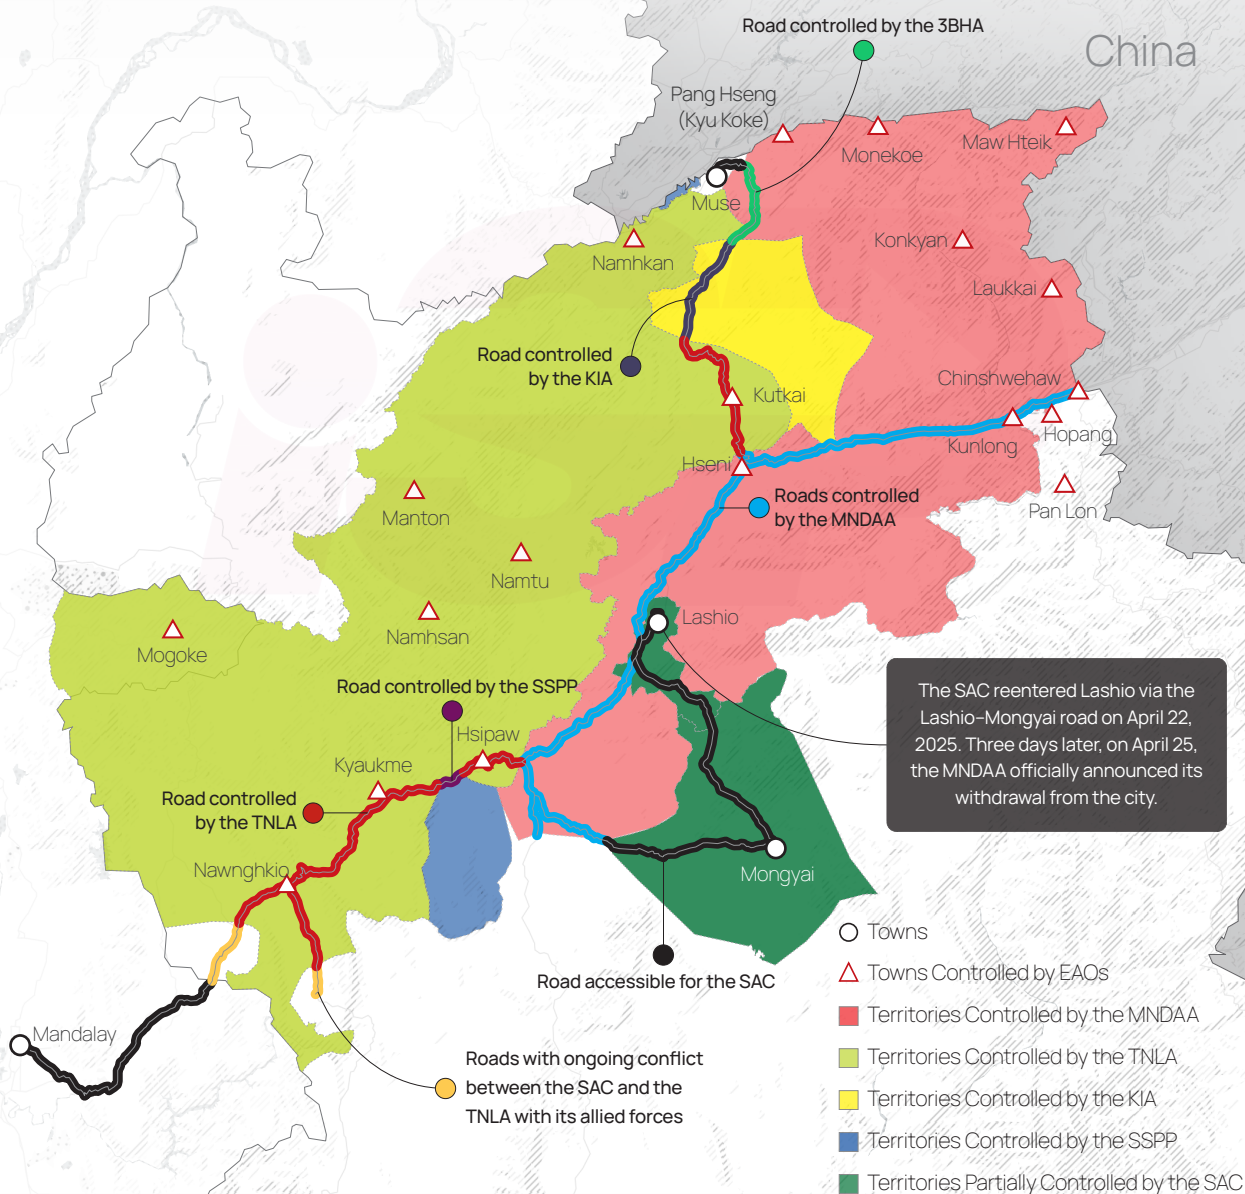 Road controlled by the 3BHA
China
Pang Hseng
(Kyu Koke)
Monekoe
Maw Hteik
Muse
Namhkan
Konkyan
Laukkai
Road controlled
by the KIA
Chinshwehaw
Kutkai
Hopang
Kunlong
Hseni
Roads controlled
by the MNDAA
Pan Lon
Manton
Namtu
Namhsan
Lashio
Mogoke
Road controlled by the SSPP
The SAC reentered Lashio via the
Lashio–Mongyai road on April 22,
2025. Three days later, on April 25,
the MNDAA officially announced its
withdrawal from the city.
Hsipaw
Kyaukme
Road controlled
by the TNLA
Nawnghkio
Mongyai
Road accessible for the SAC
Mandalay
Roads with ongoing conflict
between the SAC and the
TNLA with its allied forces
Towns
Towns Controlled by EAOs
Territories Controlled by the MNDAA
Territories Controlled by the TNLA
Territories Controlled by the KIA
Territories Controlled by the SSPP
Territories Partially Controlled by the SAC